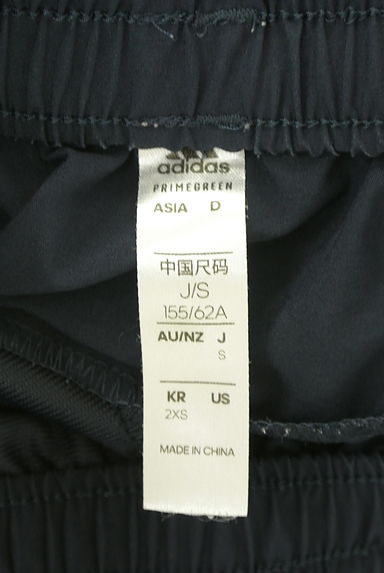 adidas
PRIMEGREEN
ASIA D
中国尺码
J/S
155/62A
AU/NZ J
S
KR US
2XS
MADE IN CHINA